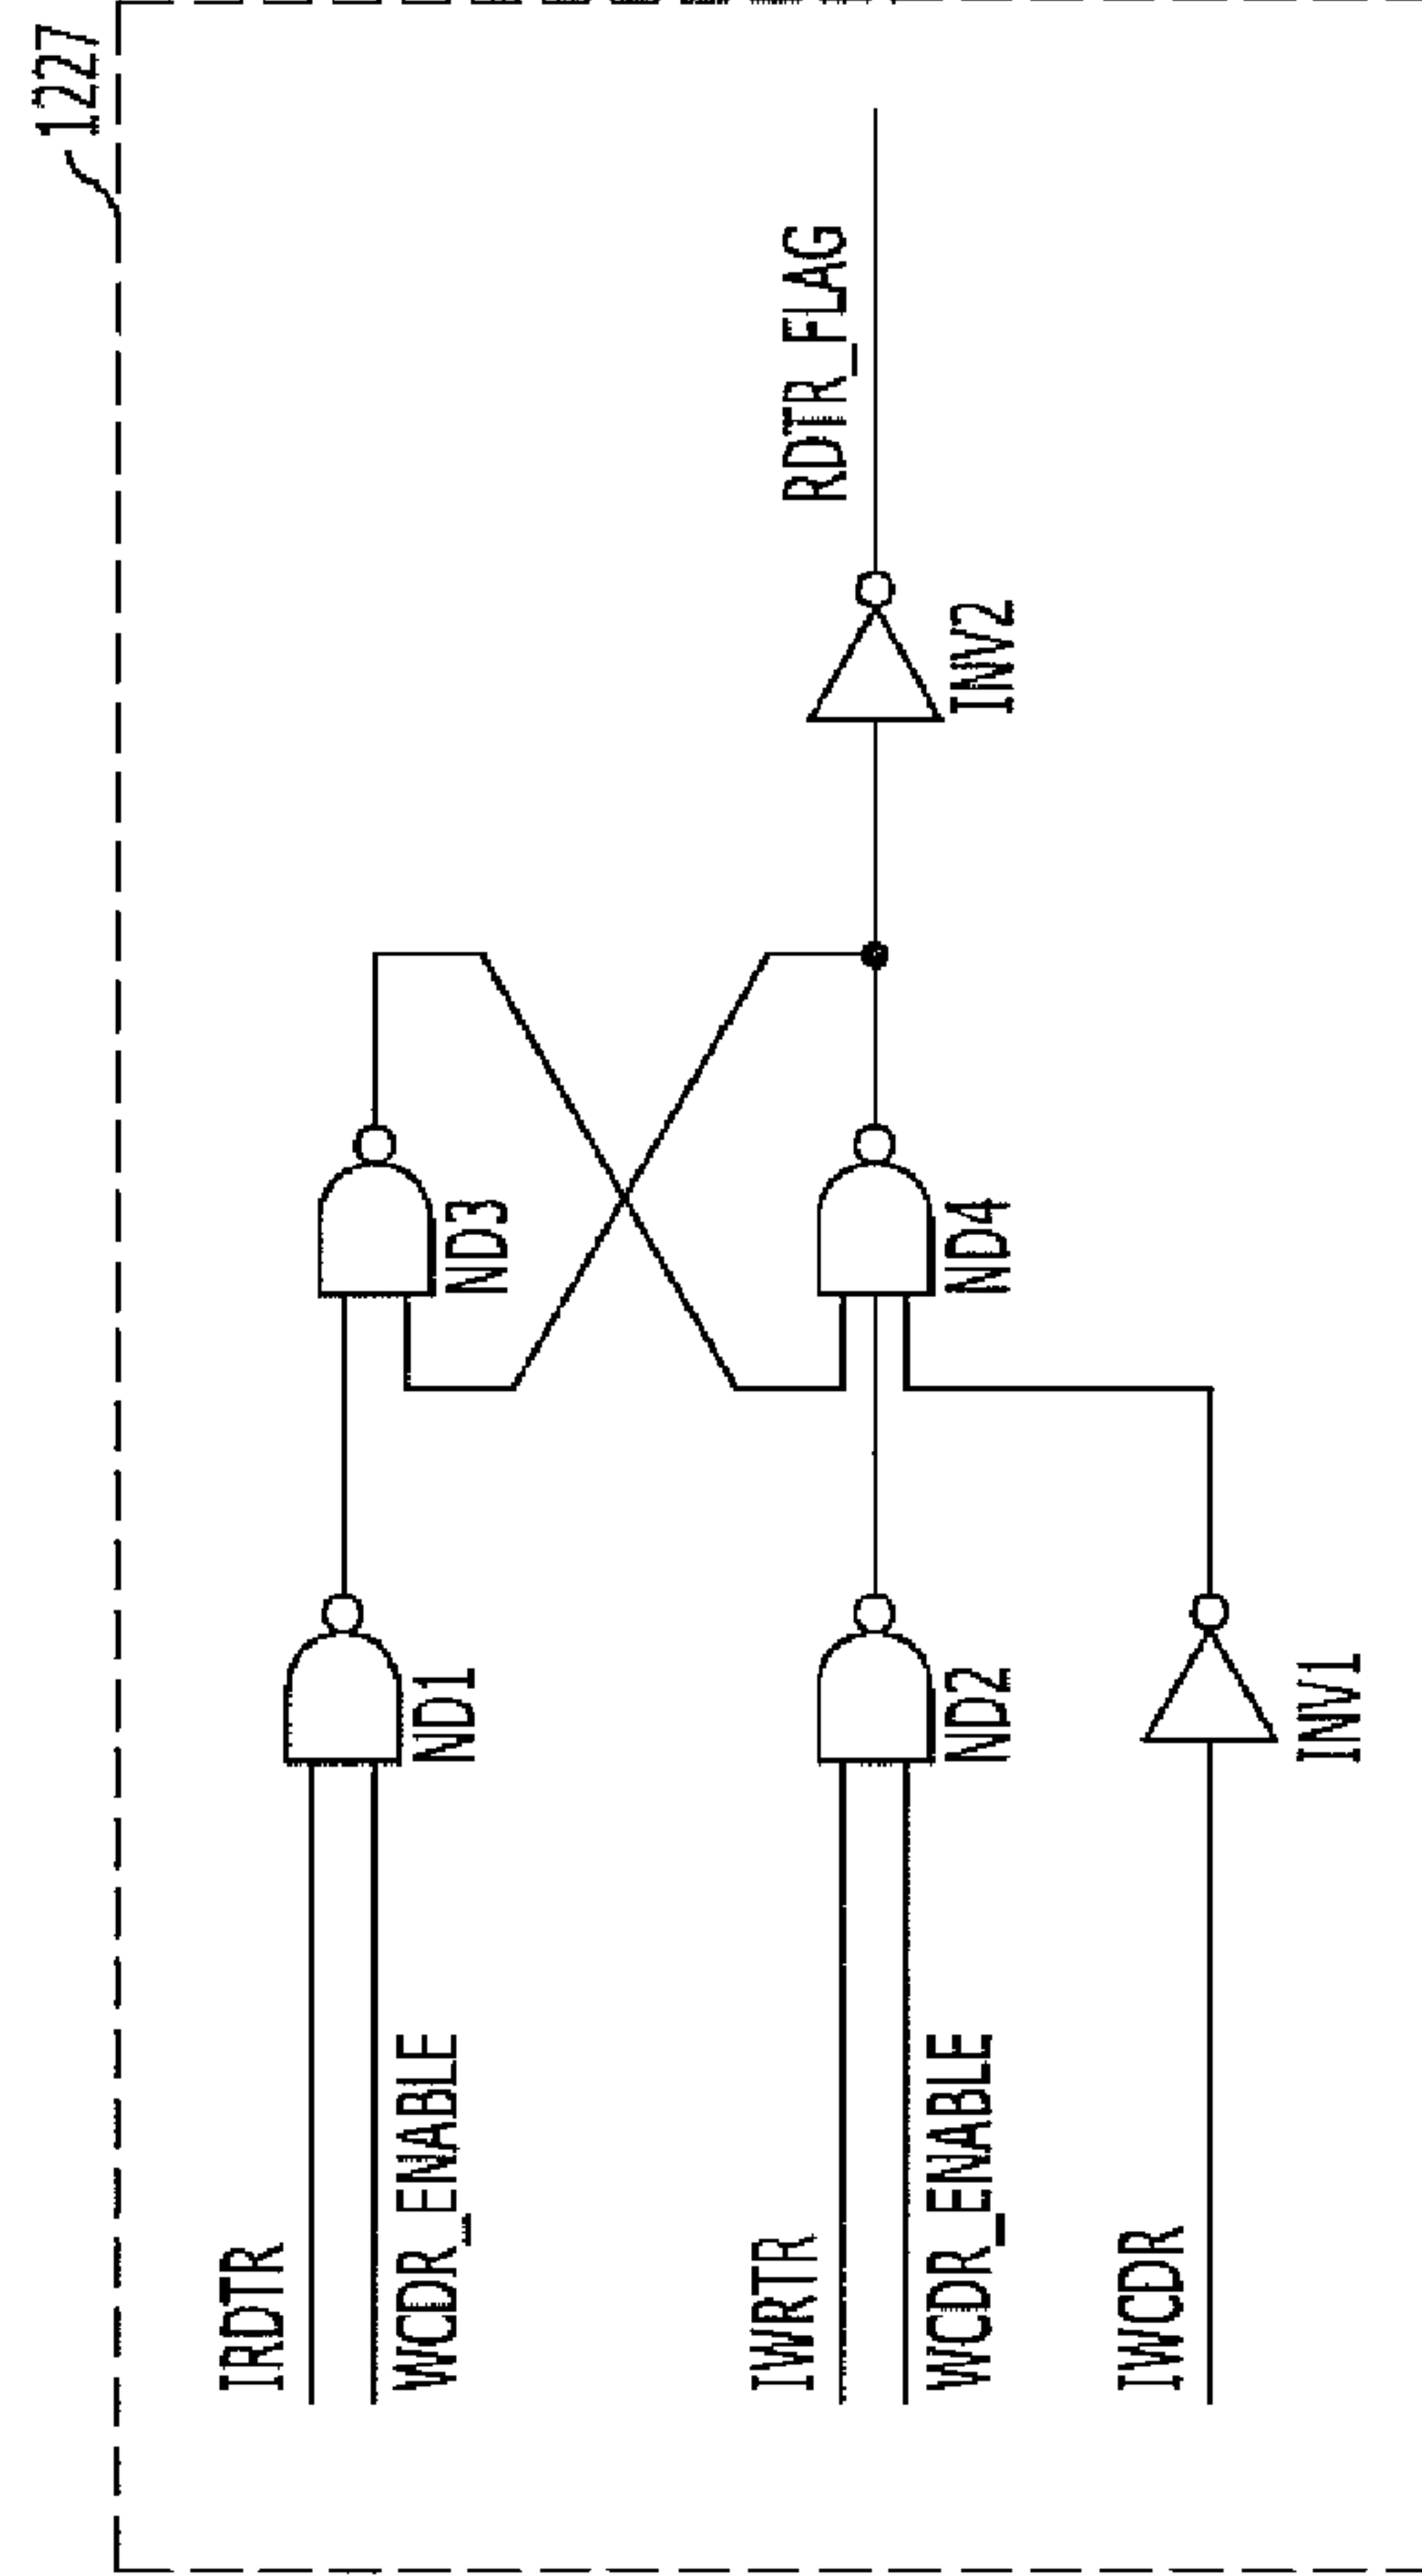 1227
IRDTR
WCDR_ENABLE
ND1
ND3
IWRTR
WCDR_ENABLE
ND2
ND4
INV2
RDTR_FLAG
IWCDR
INV1